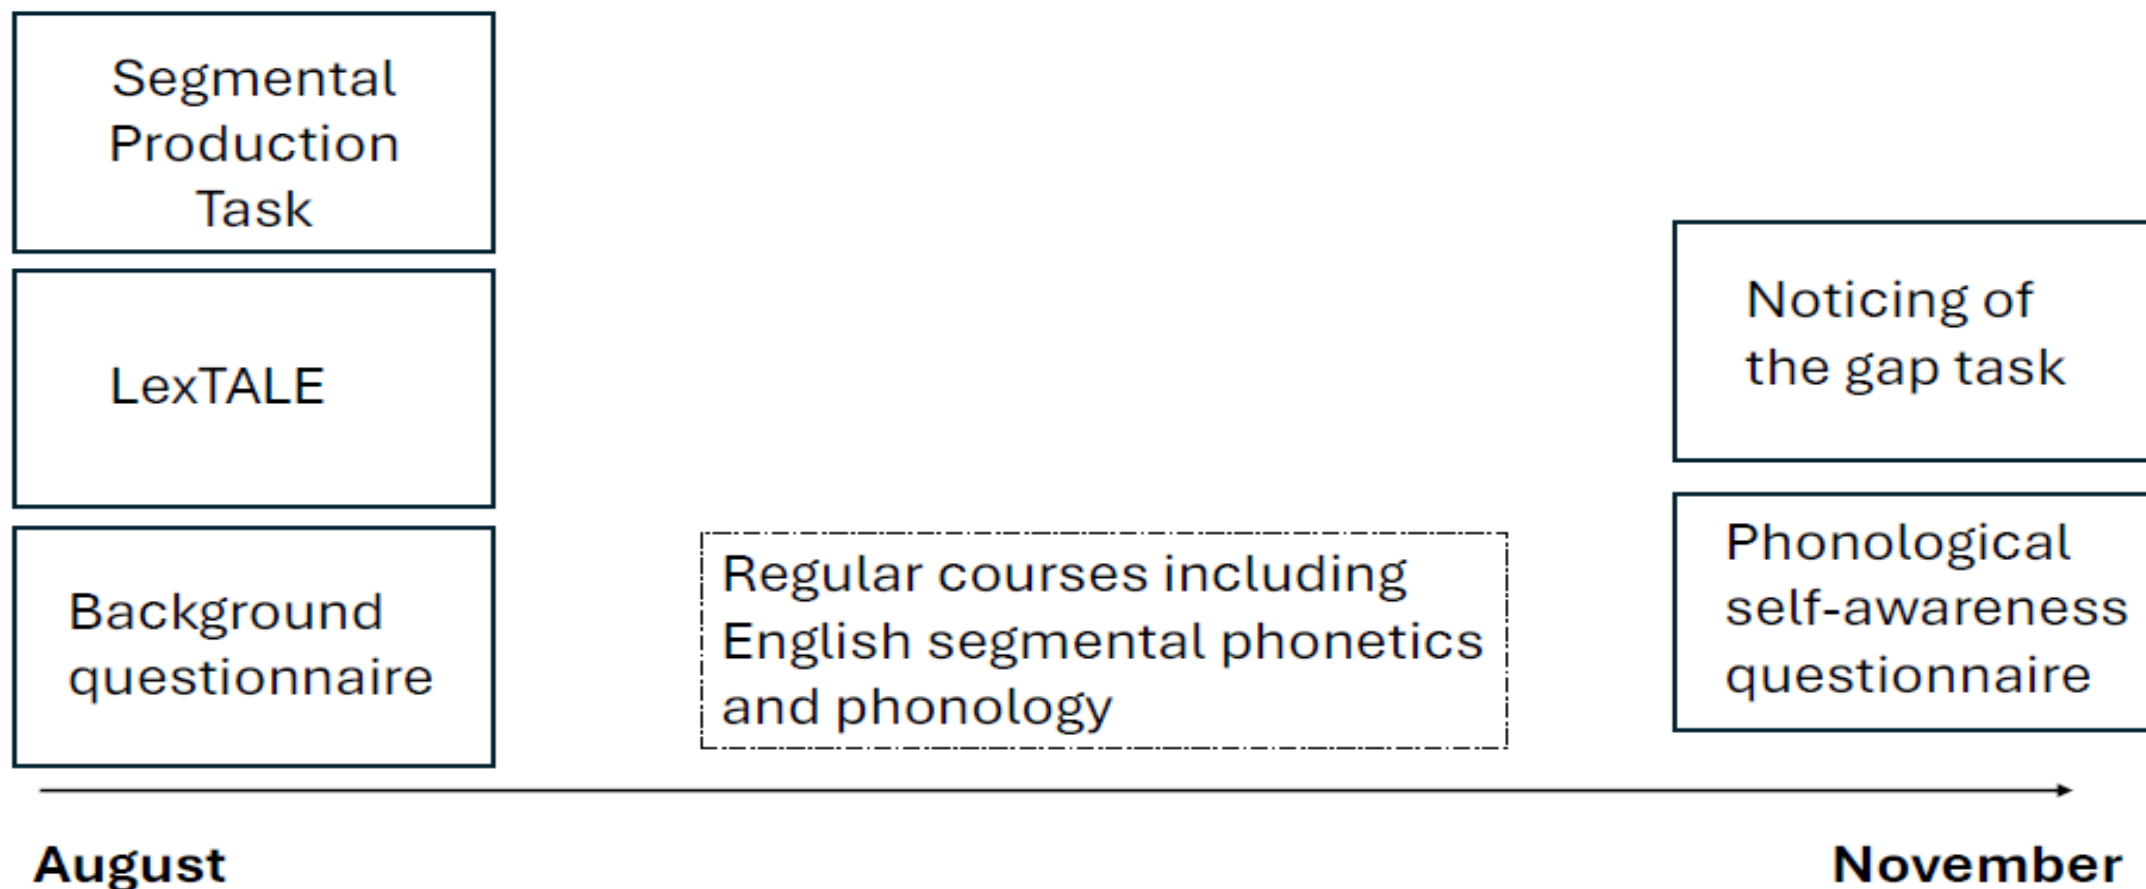 Segmental
Production
Task
LexTALE
Background
questionnaire
Regular courses including
English segmental phonetics
and phonology
Noticing of
the gap task
Phonological
self-awareness
questionnaire
August
November